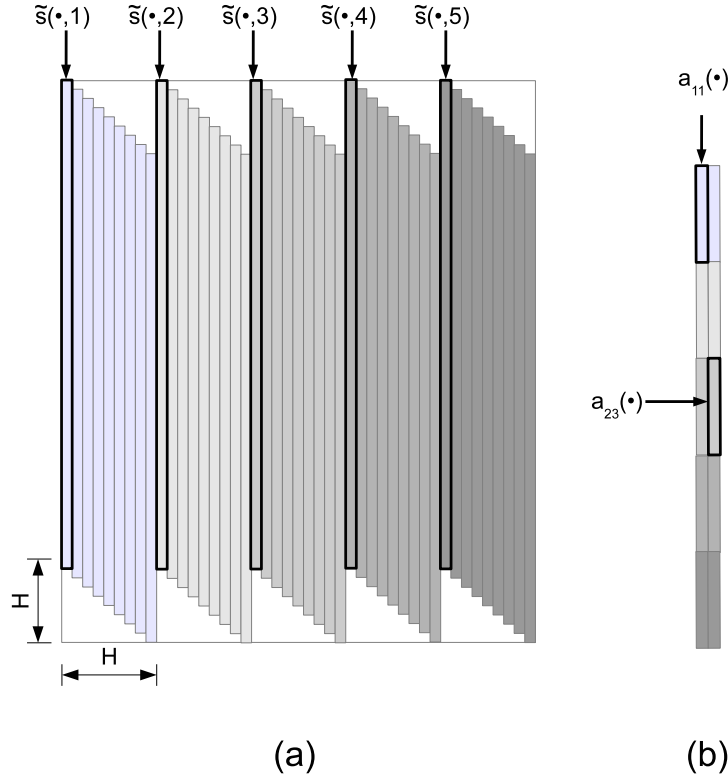 s̃(•,1) s̃(•,2) s̃(•,3) s̃(•,4) s̃(•,5)
a₁₁(•)
a₂₃(•)
H
H
(a) (b)